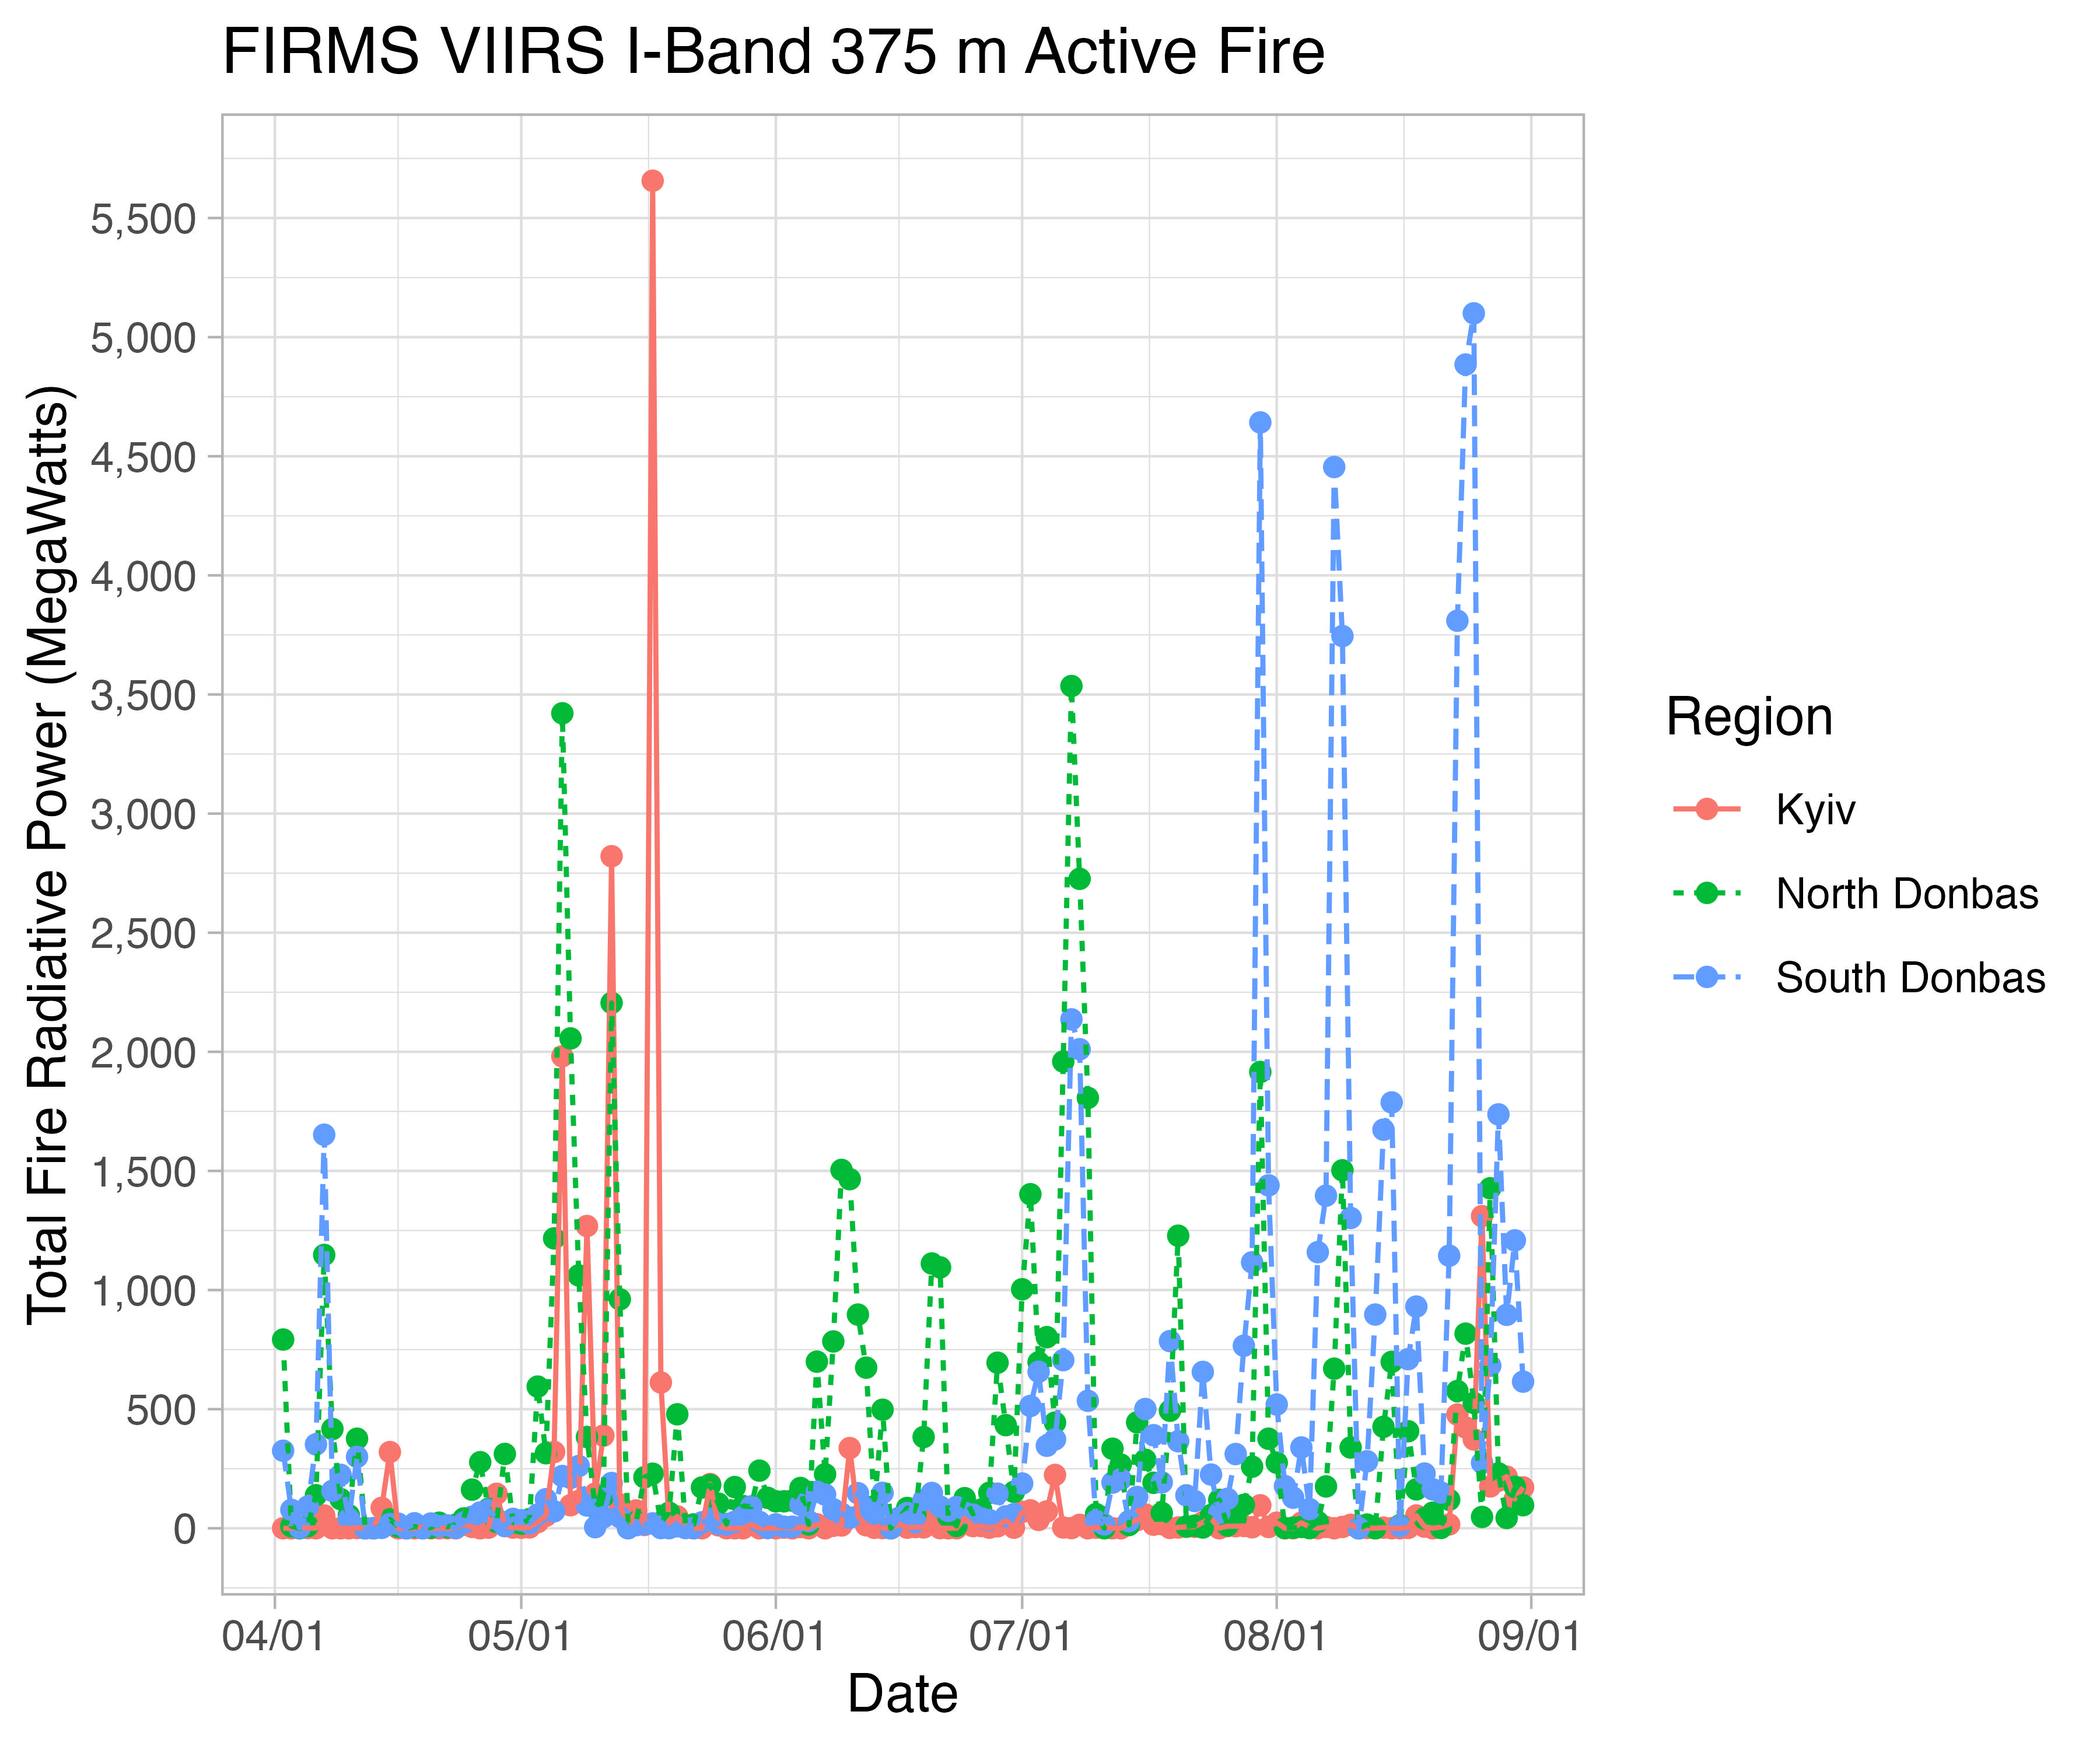 FIRMS VIIRS I-Band 375 m Active Fire
Total Fire Radiative Power (MegaWatts)
5,500
5,000
4,500
4,000
3,500
3,000
2,500
2,000
1,500
1,000
500
0
04/01 05/01 06/01 07/01 08/01 09/01
Date
Region
Kyiv
North Donbas
South Donbas